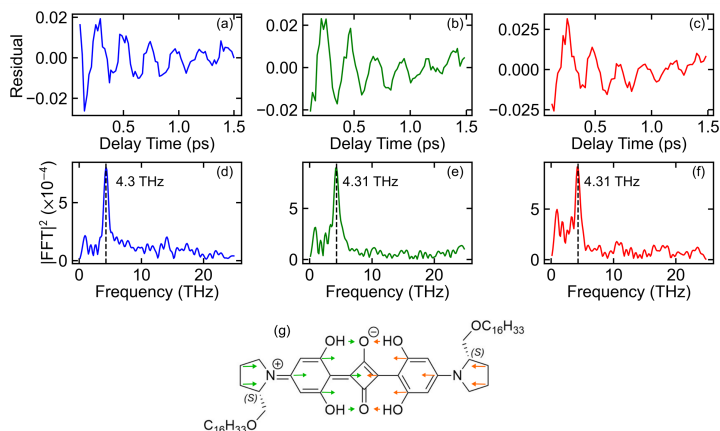 (a) (b) (c)
Residual
0.02 0.00 −0.02
0.02 0.00 −0.02
0.025 0.000 −0.025
0.5 1.0 1.5 0.5 1.0 1.5 0.5 1.0 1.5
Delay Time (ps) Delay Time (ps) Delay Time (ps)
(d) (e) (f)
4.3 THz 4.31 THz 4.31 THz
|FFT|² (×10⁻⁴)
5 0 5 0 5 0
0 10 20 0 10 20 0 10 20
Frequency (THz) Frequency (THz) Frequency (THz)
(g)
OC₁₆H₃₃
OH O⊖ HO
(S)
N⊕ N
(S)
OH O HO
C₁₆H₃₃O